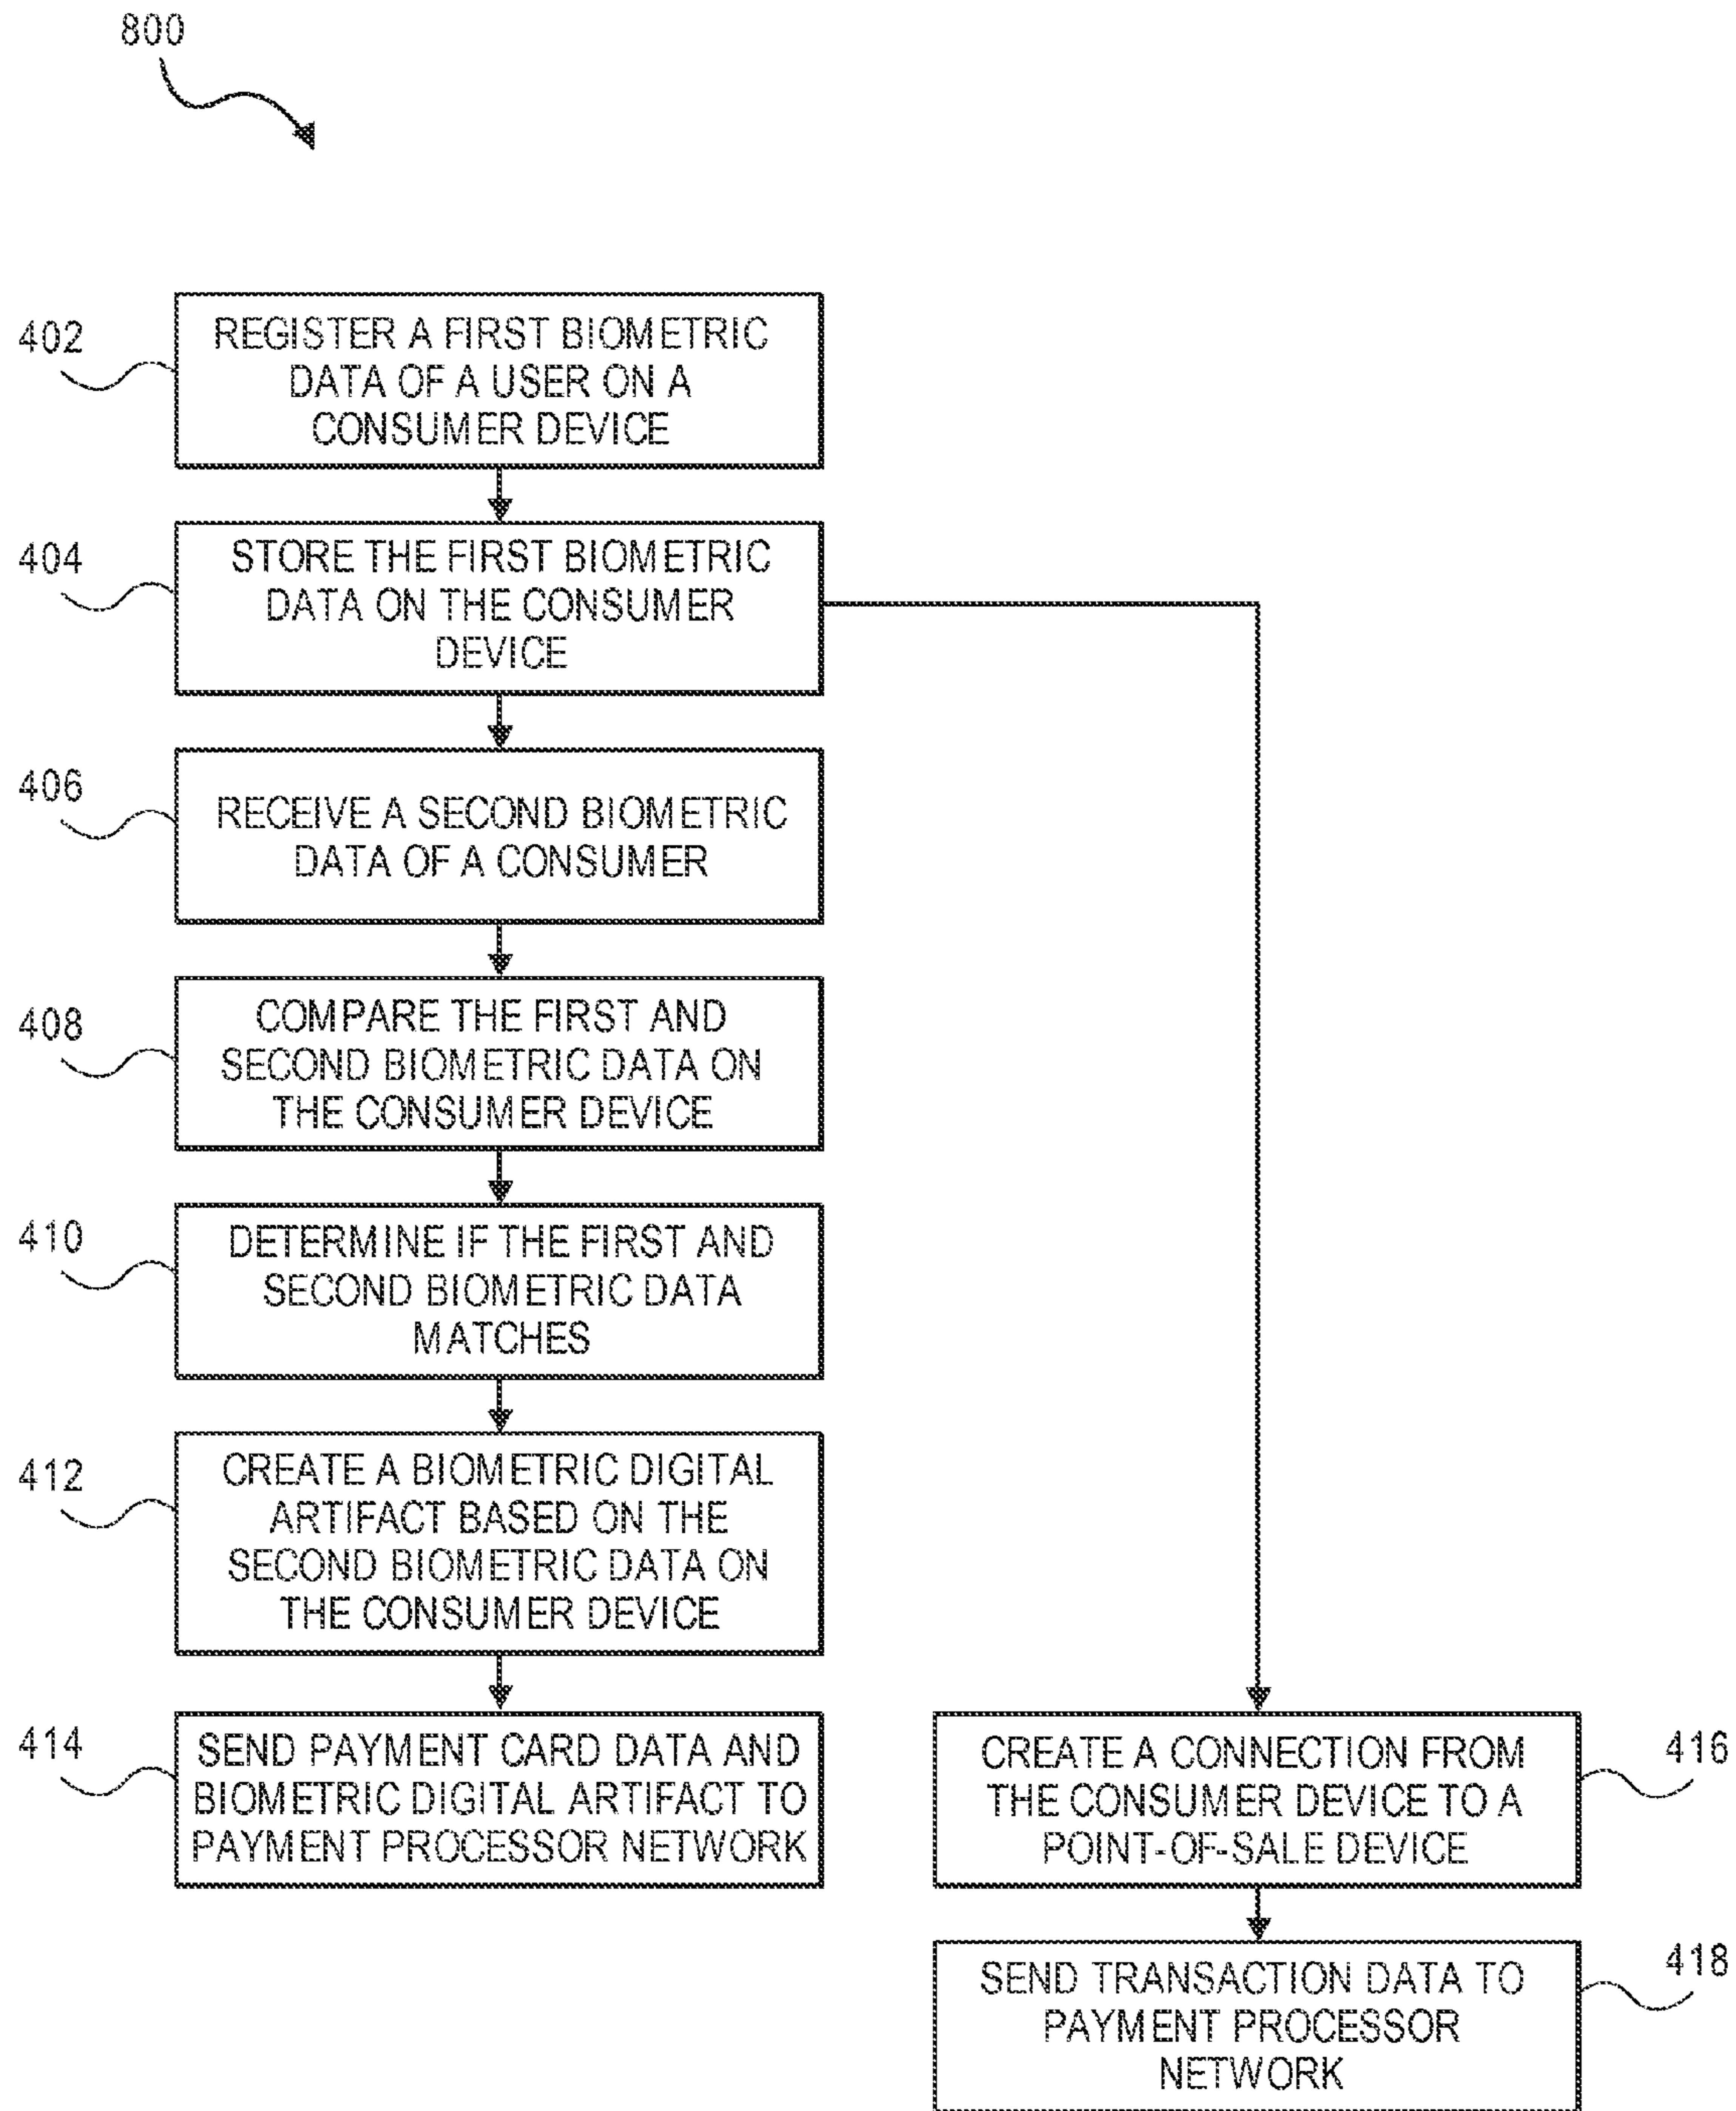 800
402
REGISTER A FIRST BIOMETRIC
DATA OF A USER ON A
CONSUMER DEVICE
404
STORE THE FIRST BIOMETRIC
DATA ON THE CONSUMER
DEVICE
406
RECEIVE A SECOND BIOMETRIC
DATA OF A CONSUMER
408
COMPARE THE FIRST AND
SECOND BIOMETRIC DATA ON
THE CONSUMER DEVICE
410
DETERMINE IF THE FIRST AND
SECOND BIOMETRIC DATA
MATCHES
412
CREATE A BIOMETRIC DIGITAL
ARTIFACT BASED ON THE
SECOND BIOMETRIC DATA ON
THE CONSUMER DEVICE
414
SEND PAYMENT CARD DATA AND
BIOMETRIC DIGITAL ARTIFACT TO
PAYMENT PROCESSOR NETWORK
416
CREATE A CONNECTION FROM
THE CONSUMER DEVICE TO A
POINT-OF-SALE DEVICE
418
SEND TRANSACTION DATA TO
PAYMENT PROCESSOR
NETWORK